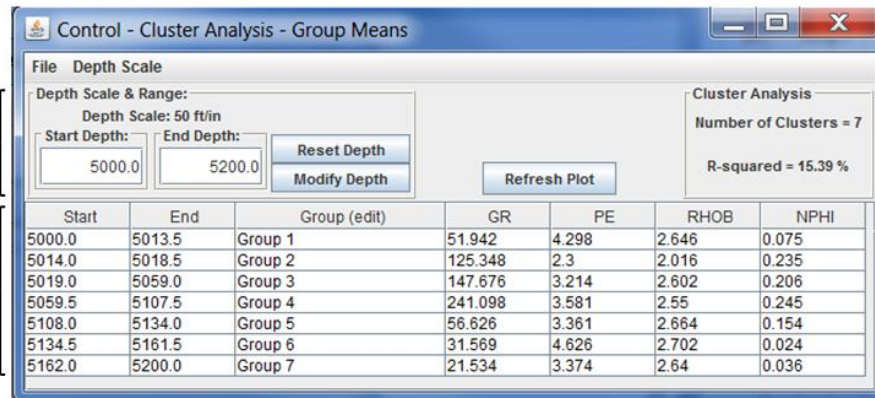 Control - Cluster Analysis - Group Means
File Depth Scale
Depth Scale & Range:
Depth Scale: 50 ft/in
Start Depth: End Depth:
5000.0 5200.0
Reset Depth
Modify Depth
Refresh Plot
Cluster Analysis
Number of Clusters = 7
R-squared = 15.39 %
Start End Group (edit) GR PE RHOB NPHI
5000.0 5013.5 Group 1 51.942 4.298 2.646 0.075
5014.0 5018.5 Group 2 125.348 2.3 2.016 0.235
5019.0 5059.0 Group 3 147.676 3.214 2.602 0.206
5059.5 5107.5 Group 4 241.098 3.581 2.55 0.245
5108.0 5134.0 Group 5 56.626 3.361 2.664 0.154
5134.5 5161.5 Group 6 31.569 4.626 2.702 0.024
5162.0 5200.0 Group 7 21.534 3.374 2.64 0.036